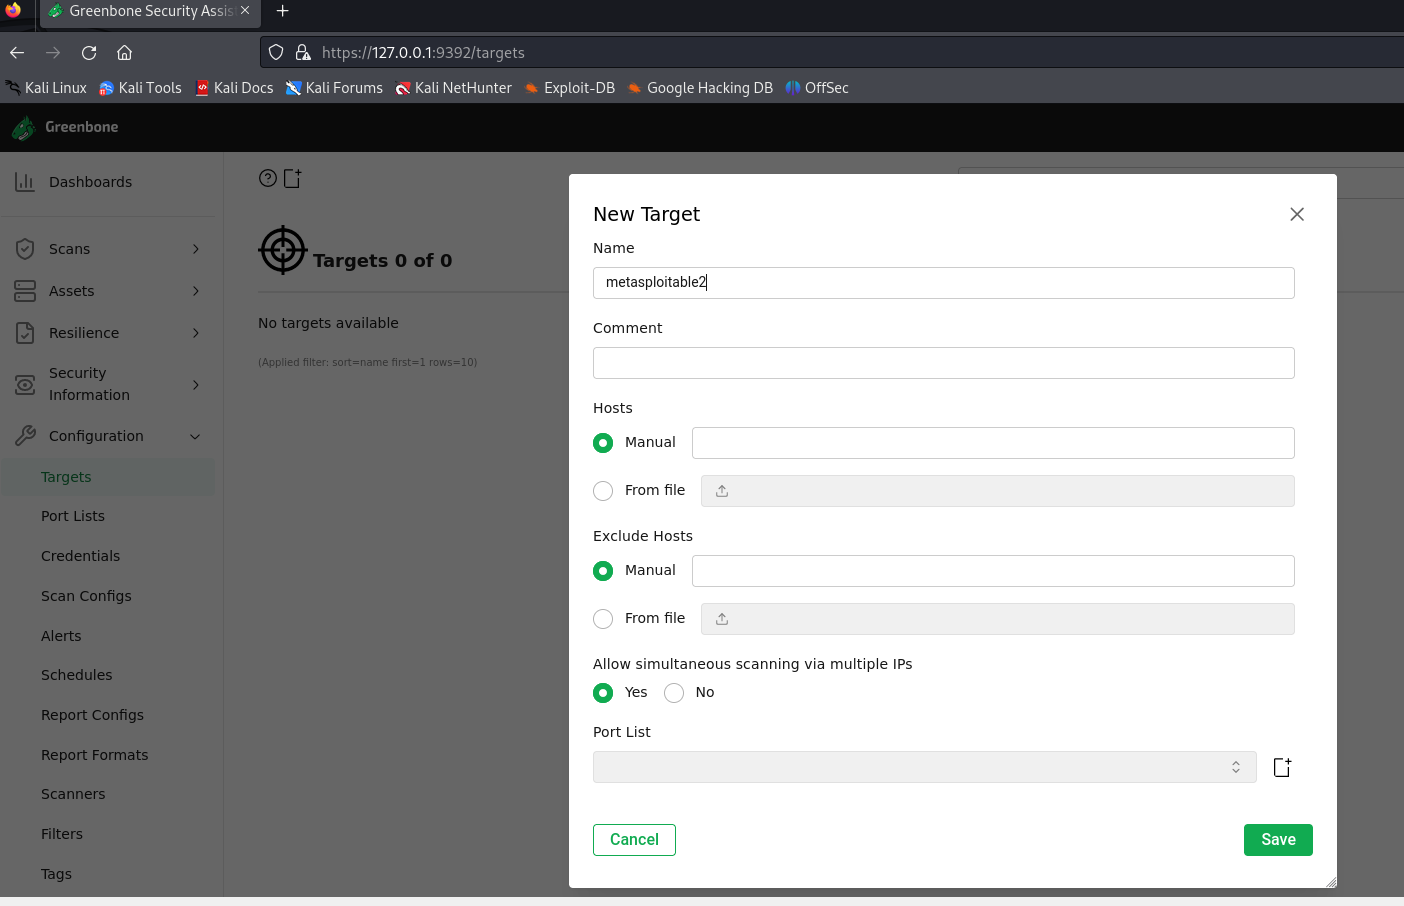 Greenbone Security Assis
https://127.0.0.1:9392/targets
Kali Linux Kali Tools Kali Docs Kali Forums Kali NetHunter Exploit-DB Google Hacking DB OffSec
Greenbone
Dashboards
Scans
Assets
Resilience
Security
Information
Configuration
Targets
Port Lists
Credentials
Scan Configs
Alerts
Schedules
Report Configs
Report Formats
Scanners
Filters
Tags
Targets 0 of 0
No targets available
(Applied filter: sort=name first=1 rows=10)
New Target
Name
metasploitable2
Comment
Hosts
Manual
From file
Exclude Hosts
Manual
From file
Allow simultaneous scanning via multiple IPs
Yes No
Port List
Cancel Save